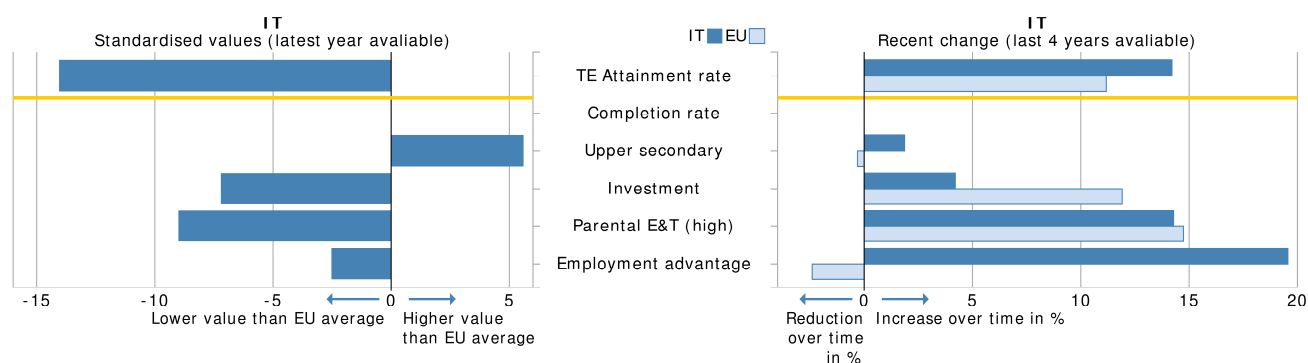 IT
Standardised values (latest year avaliable)
IT EU
IT
Recent change (last 4 years avaliable)
TE Attainment rate
Completion rate
Upper secondary
Investment
Parental E&T (high)
Employment advantage
-15 -10 -5 0 5
Lower value than EU average
Higher value
than EU average
0 5 10 15 20
Reduction
over time
in %
Increase over time in %